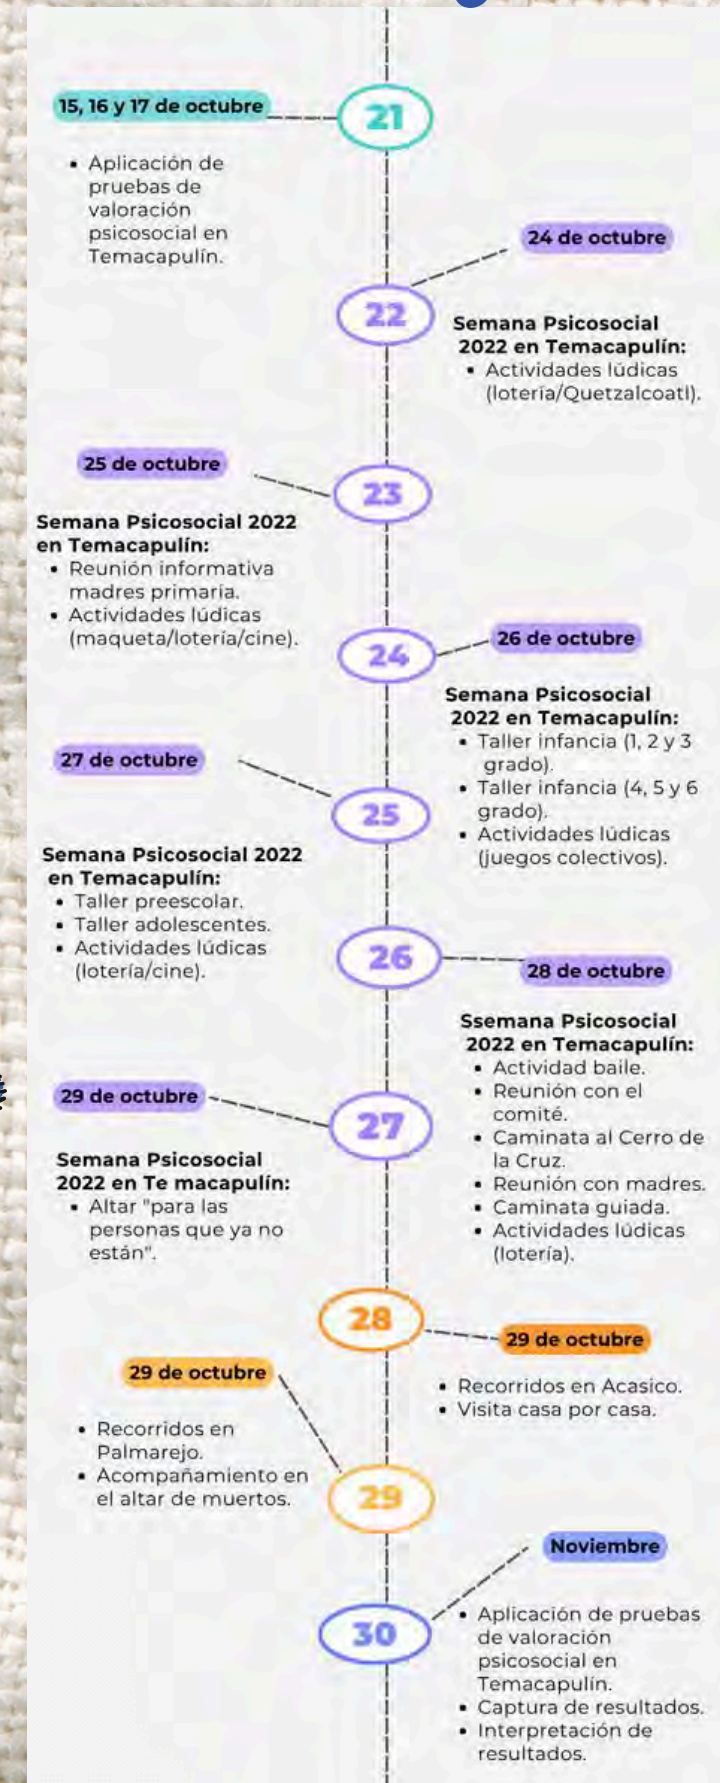 15, 16 y 17 de octubre
21
• Aplicación de
pruebas de
valoración
psicosocial en
Temacapulín.
24 de octubre
22
Semana Psicosocial
2022 en Temacapulín:
• Actividades lúdicas
(lotería/Quetzalcoatl).
25 de octubre
23
Semana Psicosocial 2022
en Temacapulín:
• Reunión informativa
madres primaria.
• Actividades lúdicas
(maqueta/lotería/cine).
26 de octubre
24
Semana Psicosocial
2022 en Temacapulín:
• Taller infancia (1, 2 y 3
grado).
• Taller infancia (4, 5 y 6
grado).
• Actividades lúdicas
(juegos colectivos).
27 de octubre
25
Semana Psicosocial 2022
en Temacapulín:
• Taller preescolar.
• Taller adolescentes.
• Actividades lúdicas
(lotería/cine).
26
28 de octubre
Ssemana Psicosocial
2022 en Temacapulín:
• Actividad baile.
• Reunión con el
comité.
• Caminata al Cerro de
la Cruz.
• Reunión con madres.
• Caminata guiada.
• Actividades lúdicas
(lotería).
29 de octubre
27
Semana Psicosocial
2022 en Te macapulín:
• Altar "para las
personas que ya no
están".
28
29 de octubre
• Recorridos en Acasico.
• Visita casa por casa.
29 de octubre
29
• Recorridos en
Palmarejo.
• Acompañamiento en
el altar de muertos.
Noviembre
30
• Aplicación de pruebas
de valoración
psicosocial en
Temacapulín.
• Captura de resultados.
• Interpretación de
resultados.